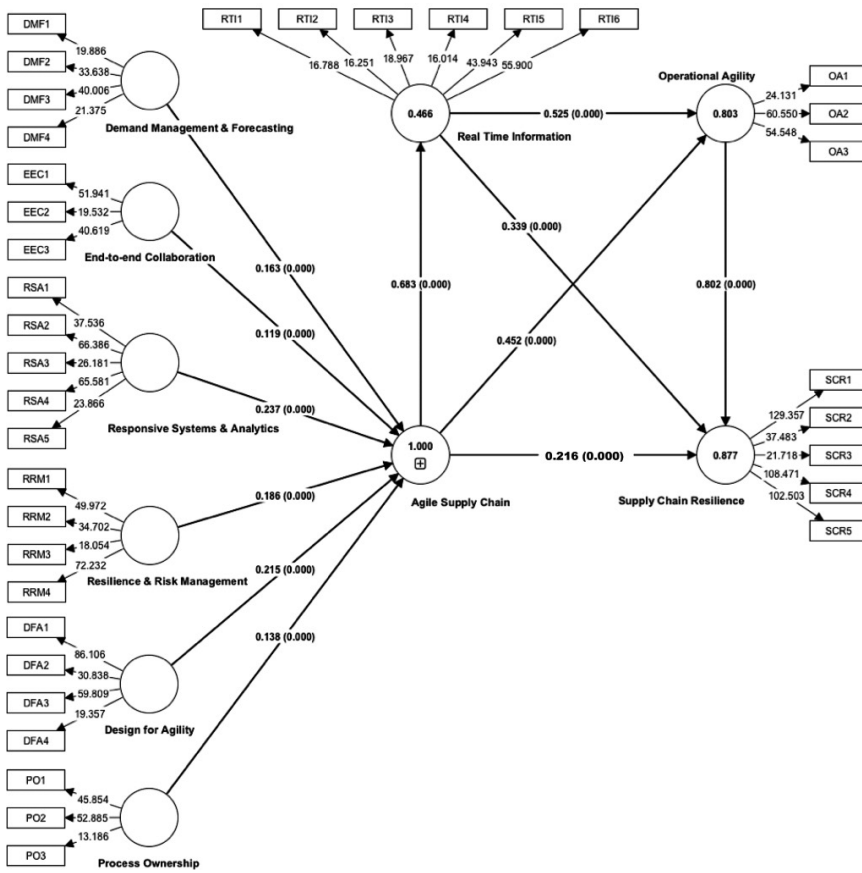 RTI1 RTI2 RTI3 RTI4 RTI5 RTI6
16.788 16.251 18.967 16.014 43.943 55.900
DMF1
DMF2
DMF3
DMF4
19.886
33.638
40.006
21.375
Demand Management & Forecasting
0.466
Real Time Information
0.525 (0.000)
Operational Agility
0.803
24.131
60.550
54.548
OA1
OA2
OA3
EEC1
EEC2
EEC3
51.941
19.532
40.619
End-to-end Collaboration
0.163 (0.000)
0.119 (0.000)
0.683 (0.000)
0.339 (0.000)
0.452 (0.000)
0.802 (0.000)
RSA1
RSA2
RSA3
RSA4
RSA5
37.536
66.386
26.181
65.581
23.866
Responsive Systems & Analytics
0.237 (0.000)
1.000
Agile Supply Chain
0.216 (0.000)
0.877
Supply Chain Resilience
129.357
37.483
21.718
108.471
102.503
SCR1
SCR2
SCR3
SCR4
SCR5
RRM1
RRM2
RRM3
RRM4
49.972
34.702
18.054
72.232
Resilience & Risk Management
0.186 (0.000)
0.215 (0.000)
0.138 (0.000)
DFA1
DFA2
DFA3
DFA4
86.106
30.838
59.809
19.357
Design for Agility
PO1
PO2
PO3
45.854
52.885
13.186
Process Ownership